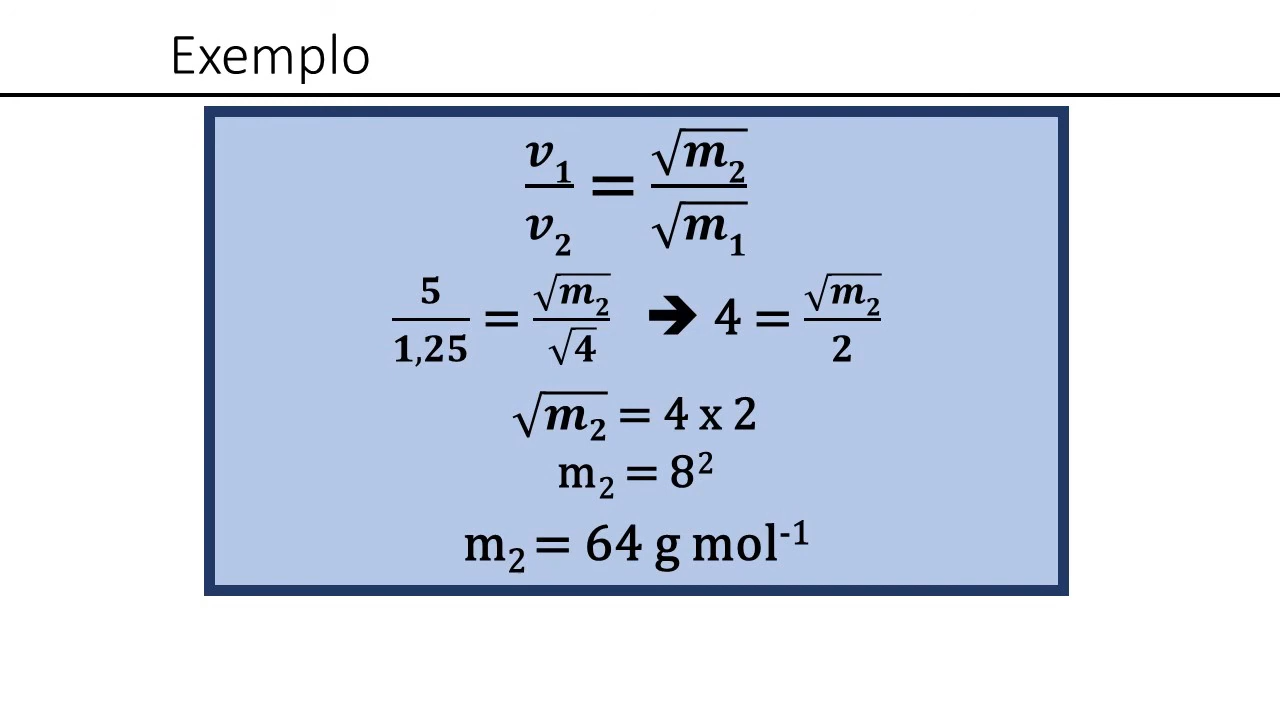 Exemplo
v₁/v₂ = √m₂/√m₁
5/1,25 = √m₂/√4 ➔ 4 = √m₂/2
√m₂ = 4 x 2
m₂ = 8²
m₂ = 64 g mol⁻¹